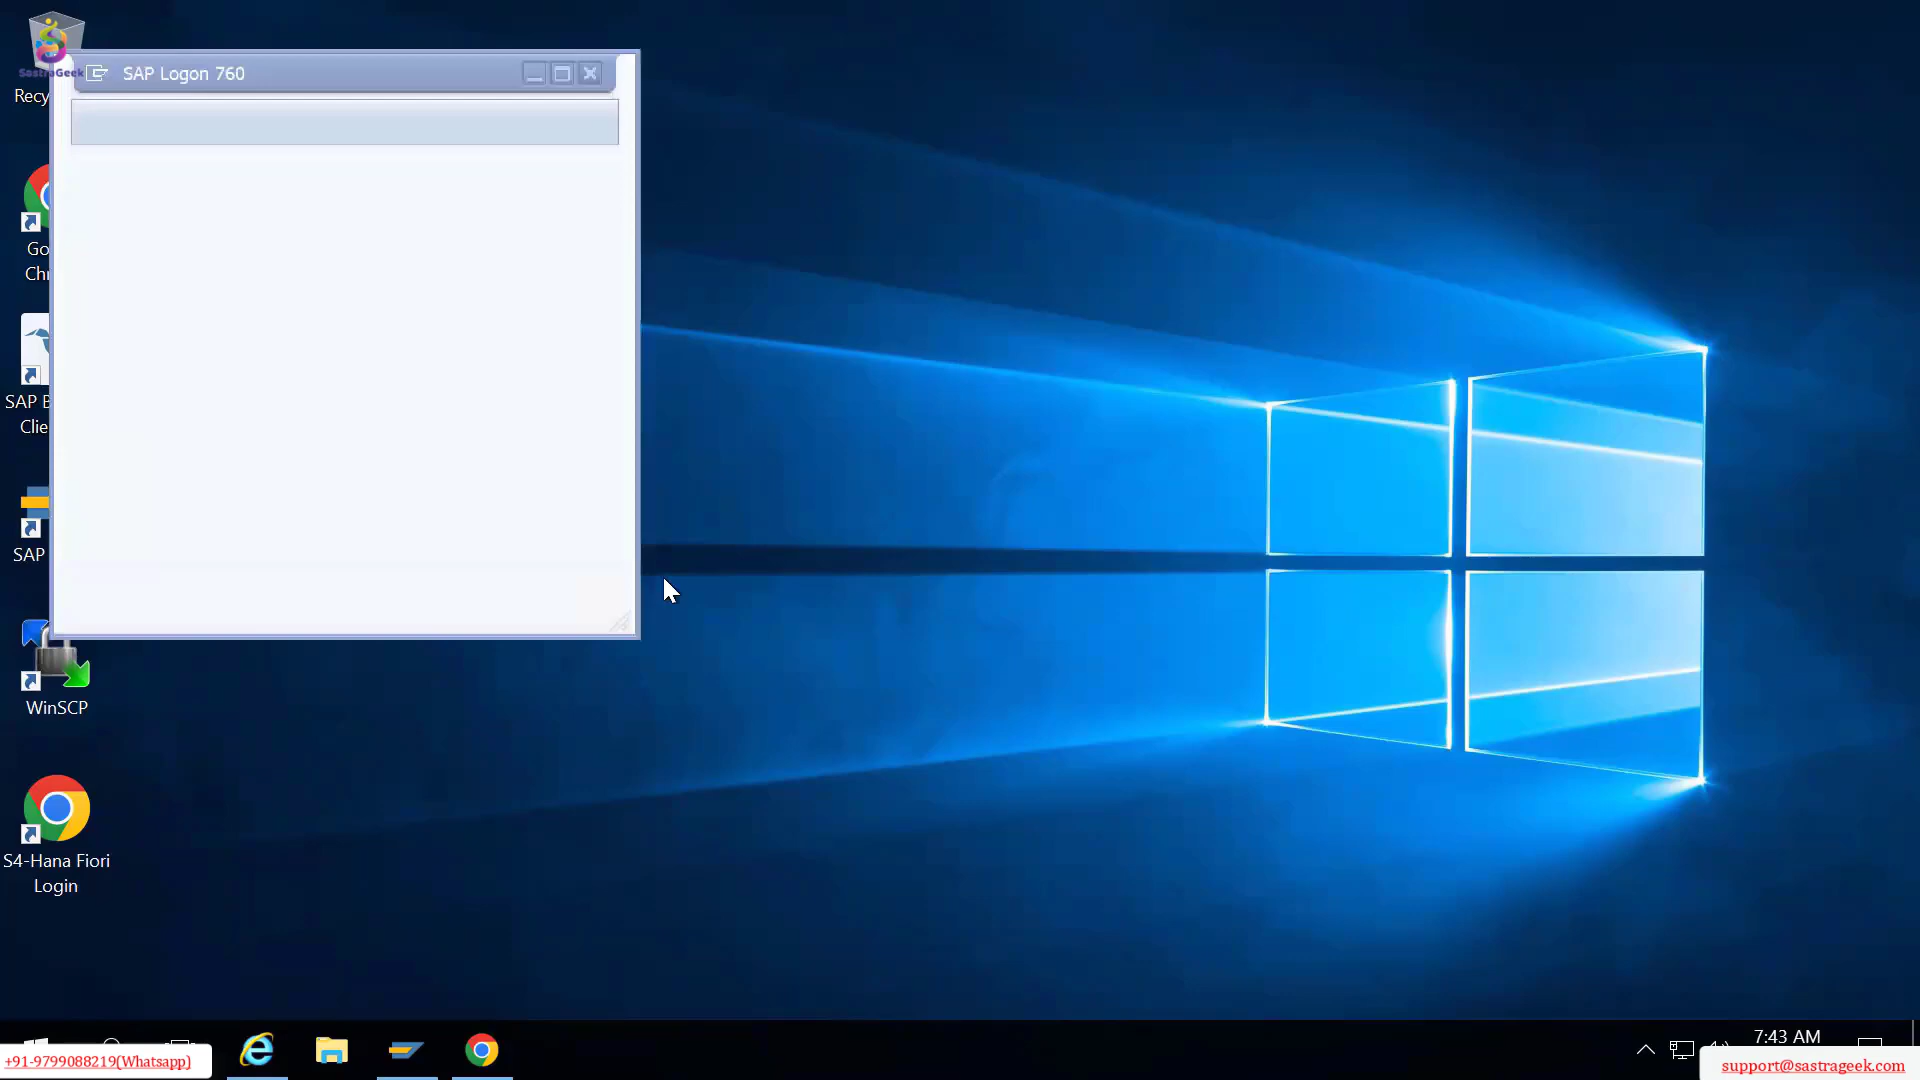 SastraGeek
SAP Logon 760
Recy
Go
Chr
SAP B
Clie
SAP
WinSCP
S4-Hana Fiori
Login
7:43 AM
+91-9799088219(Whatsapp)
support@sastrageek.com